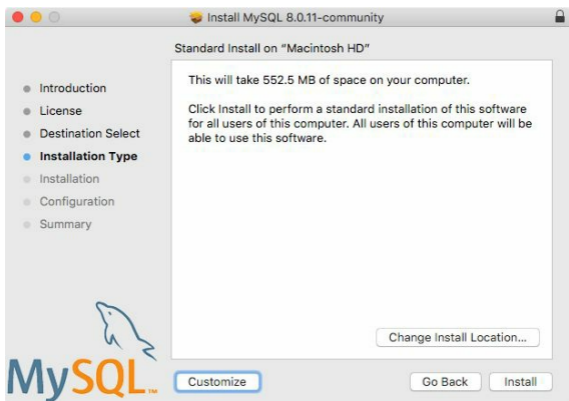 Install MySQL 8.0.11-community
Standard Install on “Macintosh HD”
Introduction
License
Destination Select
Installation Type
Installation
Configuration
Summary
This will take 552.5 MB of space on your computer.
Click Install to perform a standard installation of this software
for all users of this computer. All users of this computer will be
able to use this software.
Change Install Location...
MySQL™
Customize
Go Back
Install